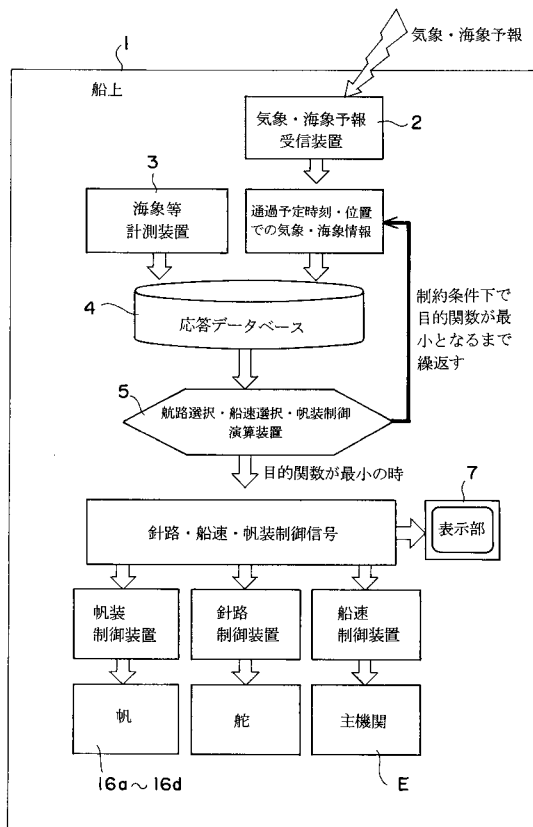 気象・海象予報
1
船上
気象・海象予報
受信装置
2
3
海象等
計測装置
通過予定時刻・位置
での気象・海象情報
制約条件下で
目的関数が最
小となるまで
繰返す
4
応答データベース
5
航路選択・船速選択・帆装制御
演算装置
目的関数が最小の時
7
針路・船速・帆装制御信号
表示部
帆装
制御装置
針路
制御装置
船速
制御装置
帆
舵
主機関
16a～16d
E